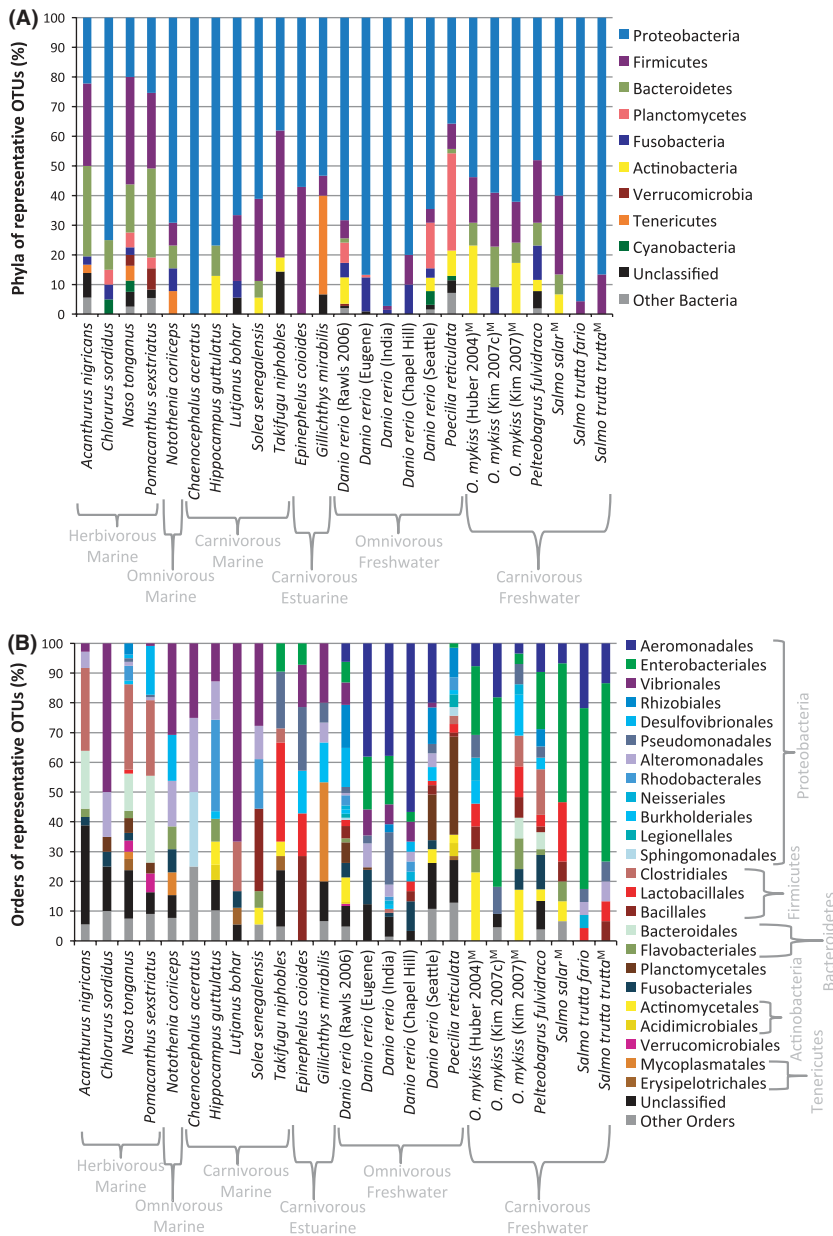 (A)
Phyla of representative OTUs (%)
100
90
80
70
60
50
40
30
20
10
0
Proteobacteria
Firmicutes
Bacteroidetes
Planctomycetes
Fusobacteria
Actinobacteria
Verrucomicrobia
Tenericutes
Cyanobacteria
Unclassified
Other Bacteria
Acanthurus nigricans
Chlorurus sordidus
Naso tonganus
Pomacanthus sexstriatus
Notothenia coriiceps
Chaenocephalus aceratus
Hippocampus guttulatus
Lutjanus bohar
Solea senegalensis
Takifugu niphobles
Epinephelus coioides
Gillichthys mirabilis
Danio rerio (Rawls 2006)
Danio rerio (Eugene)
Danio rerio (India)
Danio rerio (Chapel Hill)
Danio rerio (Seattle)
Poecilia reticulata
O. mykiss (Huber 2004)M
O. mykiss (Kim 2007c)M
O. mykiss (Kim 2007)M
Pelteobagrus fulvidraco
Salmo salar M
Salmo trutta fario
Salmo trutta truttaM
Herbivorous
Marine
Omnivorous
Marine
Carnivorous
Marine
Carnivorous
Estuarine
Omnivorous
Freshwater
Carnivorous
Freshwater
(B)
Orders of representative OTUs (%)
100
90
80
70
60
50
40
30
20
10
0
Aeromonadales
Enterobacteriales
Vibrionales
Rhizobiales
Desulfovibrionales
Pseudomonadales
Alteromonadales
Rhodobacterales
Neisseriales
Burkholderiales
Legionellales
Sphingomonadales
Clostridiales
Lactobacillales
Bacillales
Bacteroidales
Flavobacteriales
Planctomycetales
Fusobacteriales
Actinomycetales
Acidimicrobiales
Verrucomicrobiales
Mycoplasmatales
Erysipelotrichales
Unclassified
Other Orders
Proteobacteria
Firmicutes
Bacteroidetes
Actinobacteria
Tenericutes
Acanthurus nigricans
Chlorurus sordidus
Naso tonganus
Pomacanthus sexstriatus
Notothenia coriiceps
Chaenocephalus aceratus
Hippocampus guttulatus
Lutjanus bohar
Solea senegalensis
Takifugu niphobles
Epinephelus coioides
Gillichthys mirabilis
Danio rerio (Rawls 2006)
Danio rerio (Eugene)
Danio rerio (India)
Danio rerio (Chapel Hill)
Danio rerio (Seattle)
Poecilia reticulata
O. mykiss (Huber 2004)M
O. mykiss (Kim 2007c)M
O. mykiss (Kim 2007)M
Pelteobagrus fulvidraco
Salmo salar M
Salmo trutta fario
Salmo trutta truttaM
Herbivorous
Marine
Omnivorous
Marine
Carnivorous
Marine
Carnivorous
Estuarine
Omnivorous
Freshwater
Carnivorous
Freshwater